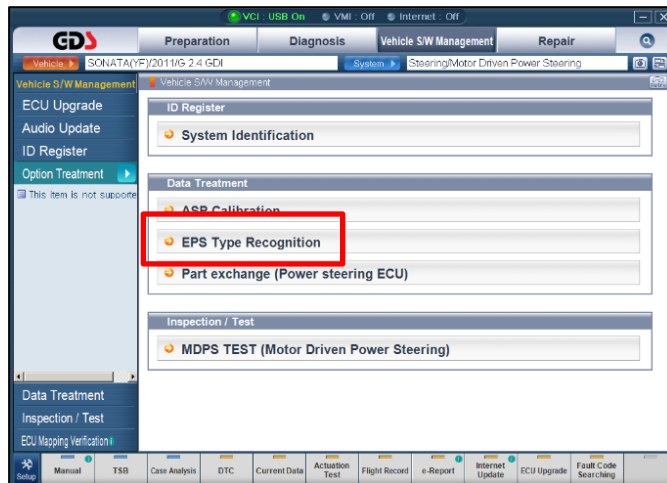 VCI : USB On VMI : Off Internet : Off
GDS Preparation Diagnosis Vehicle S/W Management Repair
Vehicle SONATA(YF)/2011/G 2.4 GDI System Steering/Motor Driven Power Steering
Vehicle S/W Management
Vehicle S/W Management
ECU Upgrade
Audio Update
ID Register
Option Treatment
This item is not supporte
ID Register
System Identification
Data Treatment
ASP Calibration
EPS Type Recognition
Part exchange (Power steering ECU)
Inspection / Test
MDPS TEST (Motor Driven Power Steering)
Data Treatment
Inspection / Test
ECU Mapping Verification
Setup
Manual
TSB
Case Analysis
DTC
Current Data
Actuation
Test
Flight Record
e-Report
Internet
Update
ECU Upgrade
Fault Code
Searching